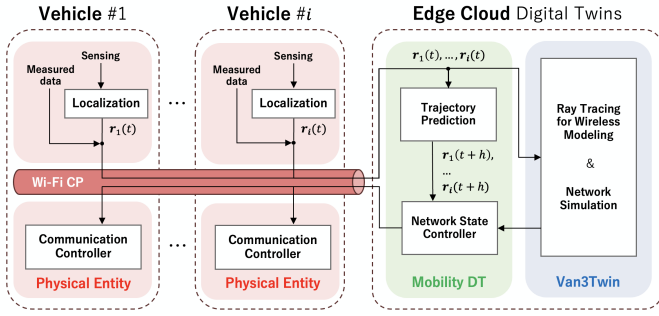 Vehicle #1
Vehicle #i
Edge Cloud Digital Twins
Sensing
Measured
data
Localization
r₁(t)
...
Sensing
Measured
data
Localization
rᵢ(t)
r₁(t), ..., rᵢ(t)
Trajectory
Prediction
r₁(t+h),
...
rᵢ(t+h)
Ray Tracing
for Wireless
Modeling
&
Network
Simulation
Wi-Fi CP
Communication
Controller
Physical Entity
...
Communication
Controller
Physical Entity
Network State
Controller
Mobility DT
Van3Twin